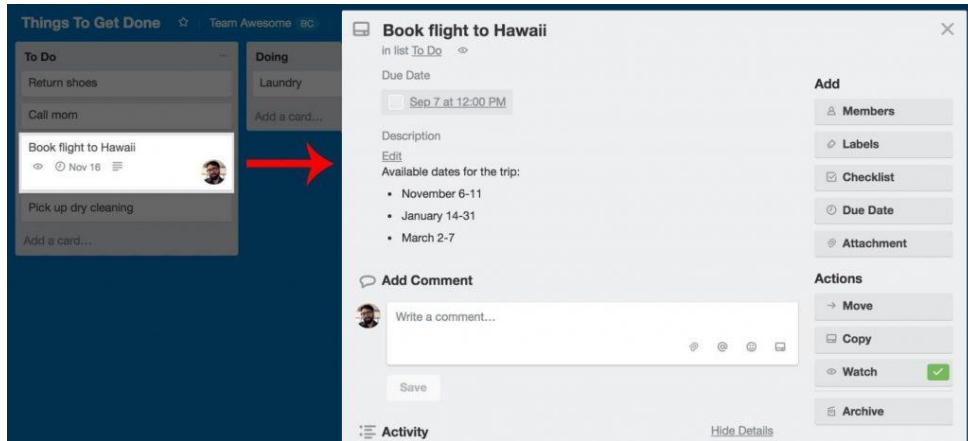 Things To Get Done ☆ Team Awesome BC
To Do ...
Return shoes
Call mom
Book flight to Hawaii
Nov 16
Pick up dry cleaning
Add a card...
Doing
Laundry
Add a card...
Book flight to Hawaii
in list To Do
Due Date
Sep 7 at 12:00 PM
Description
Edit
Available dates for the trip:
• November 6-11
• January 14-31
• March 2-7
Add Comment
Write a comment...
@
Save
Activity
Hide Details
Add
Members
Labels
Checklist
Due Date
Attachment
Actions
→ Move
Copy
Watch
Archive